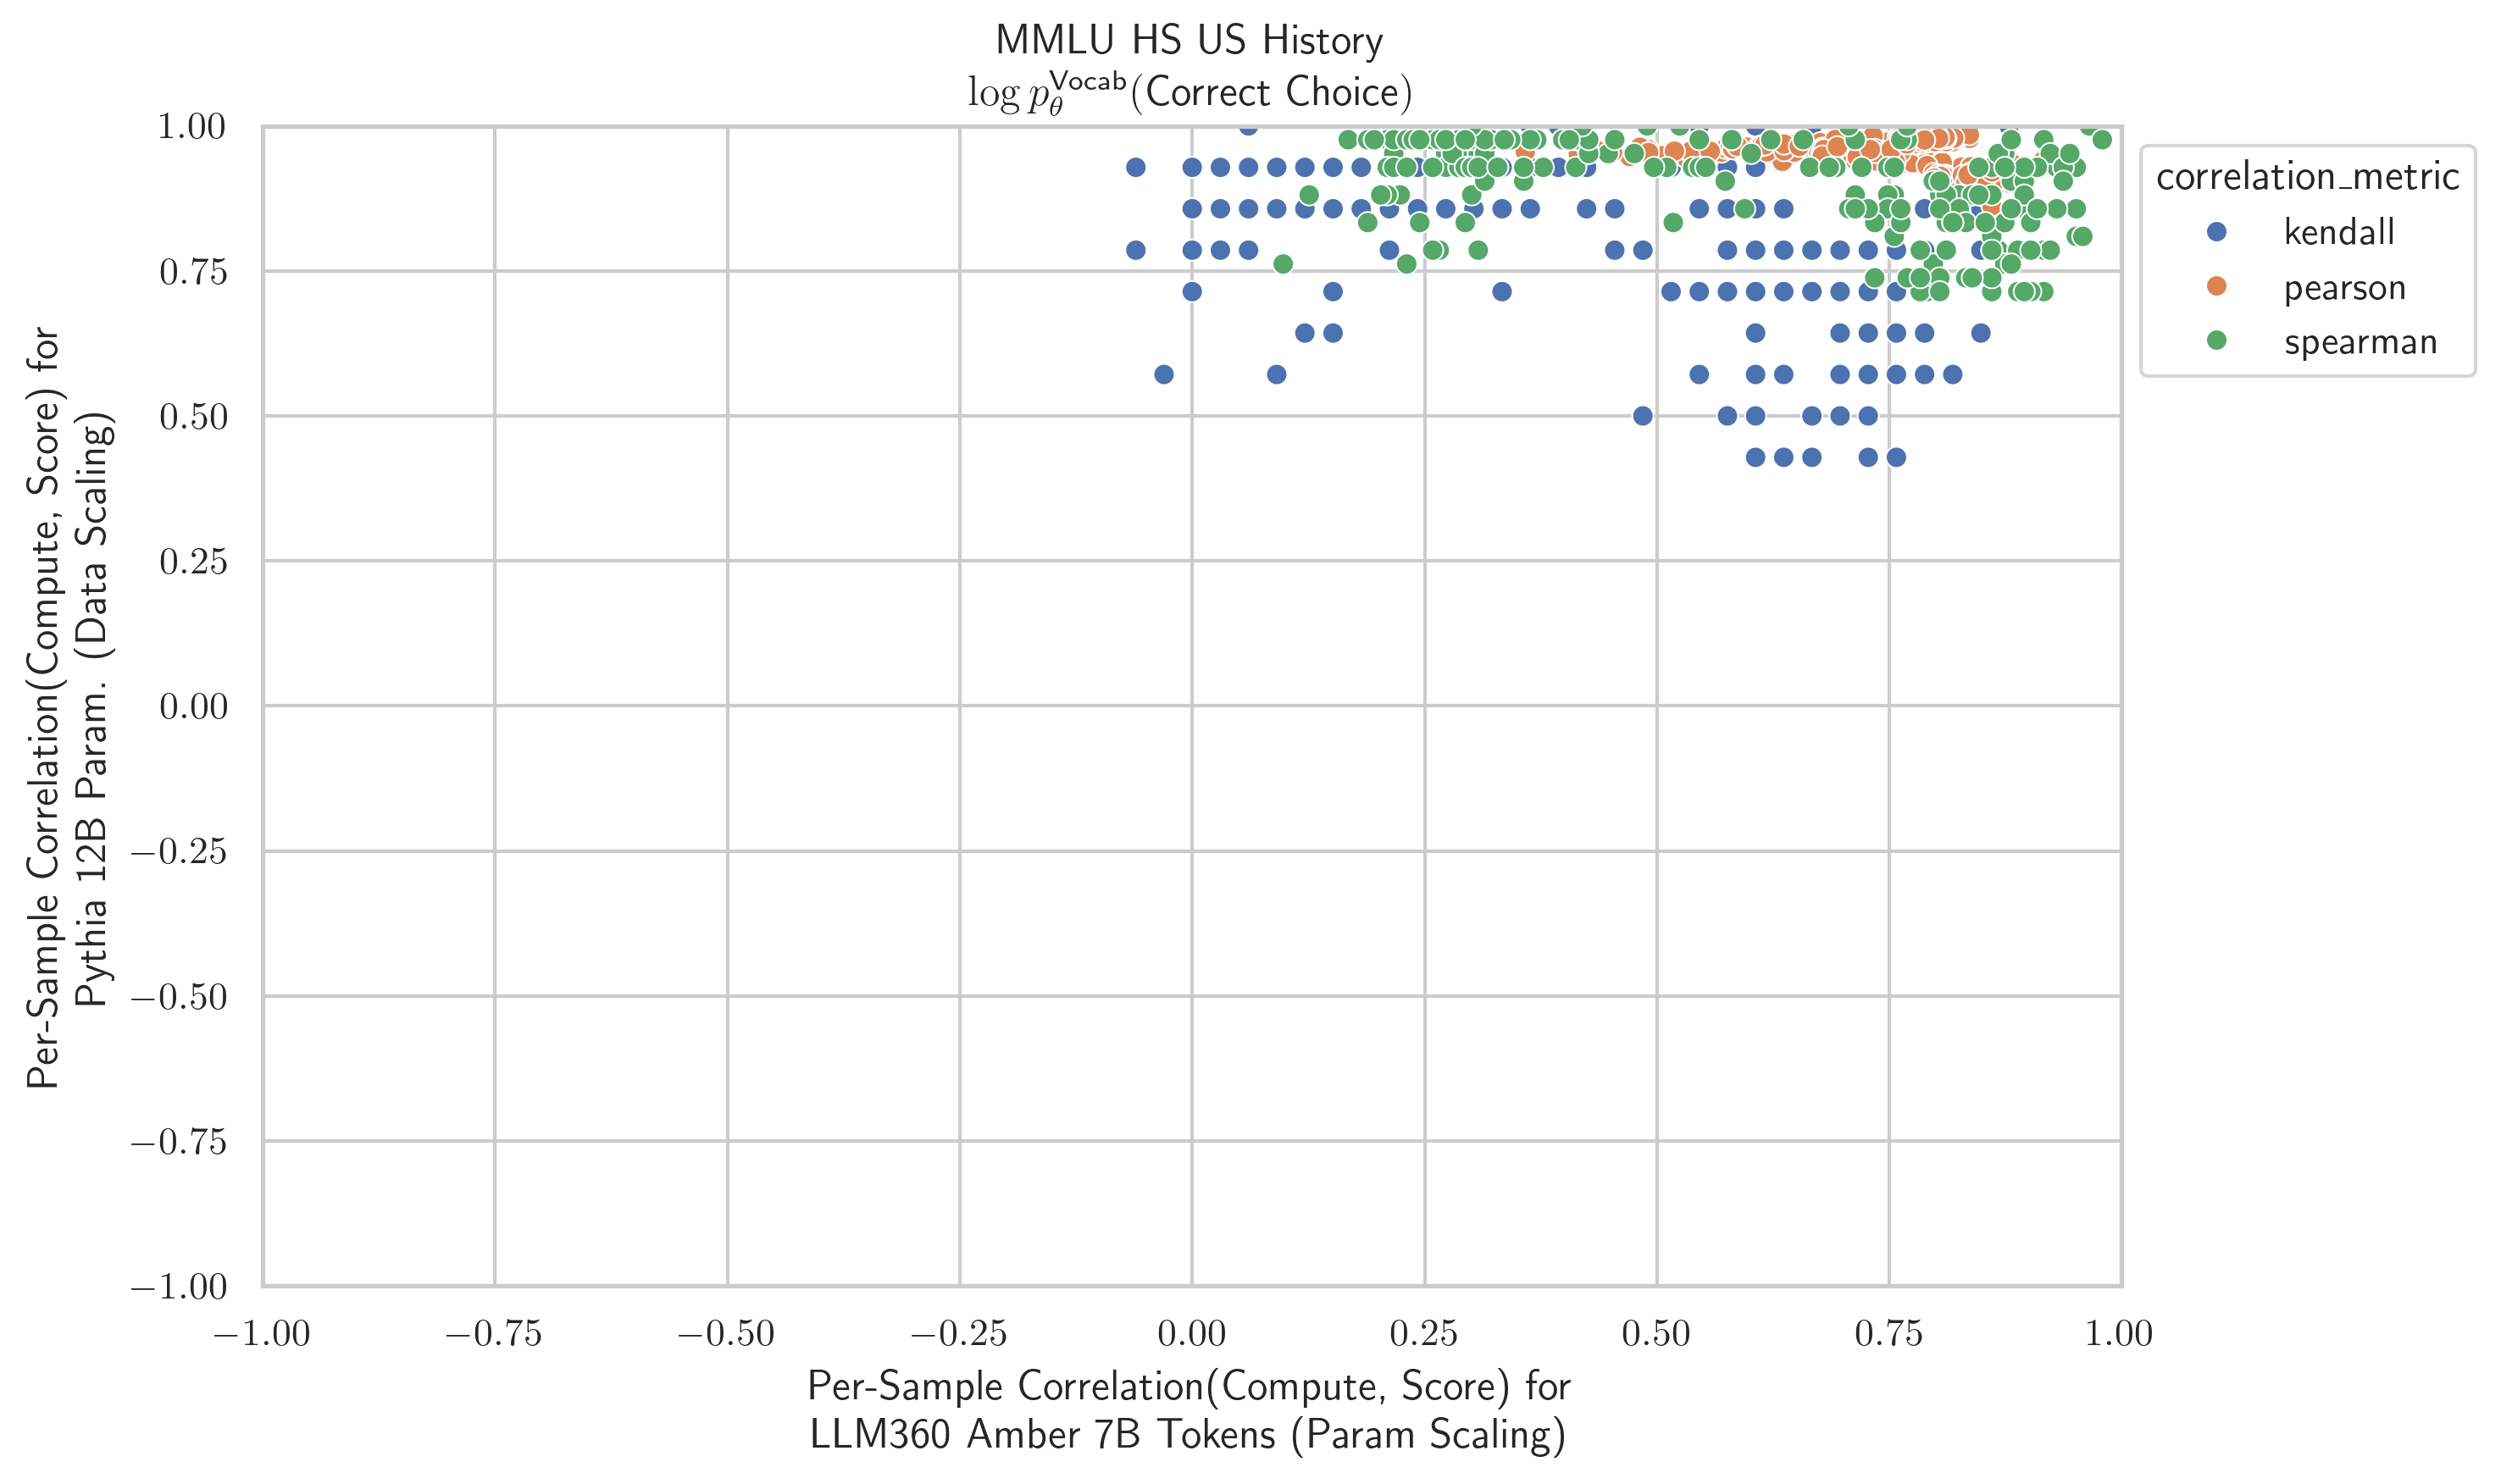 MMLU HS US History
log p_θ^Vocab(Correct Choice)
Per-Sample Correlation(Compute, Score) for
Pythia 12B Param. (Data Scaling)
1.00
0.75
0.50
0.25
0.00
−0.25
−0.50
−0.75
−1.00
−1.00
−0.75
−0.50
−0.25
0.00
0.25
0.50
0.75
1.00
Per-Sample Correlation(Compute, Score) for
LLM360 Amber 7B Tokens (Param Scaling)
correlation_metric
kendall
pearson
spearman